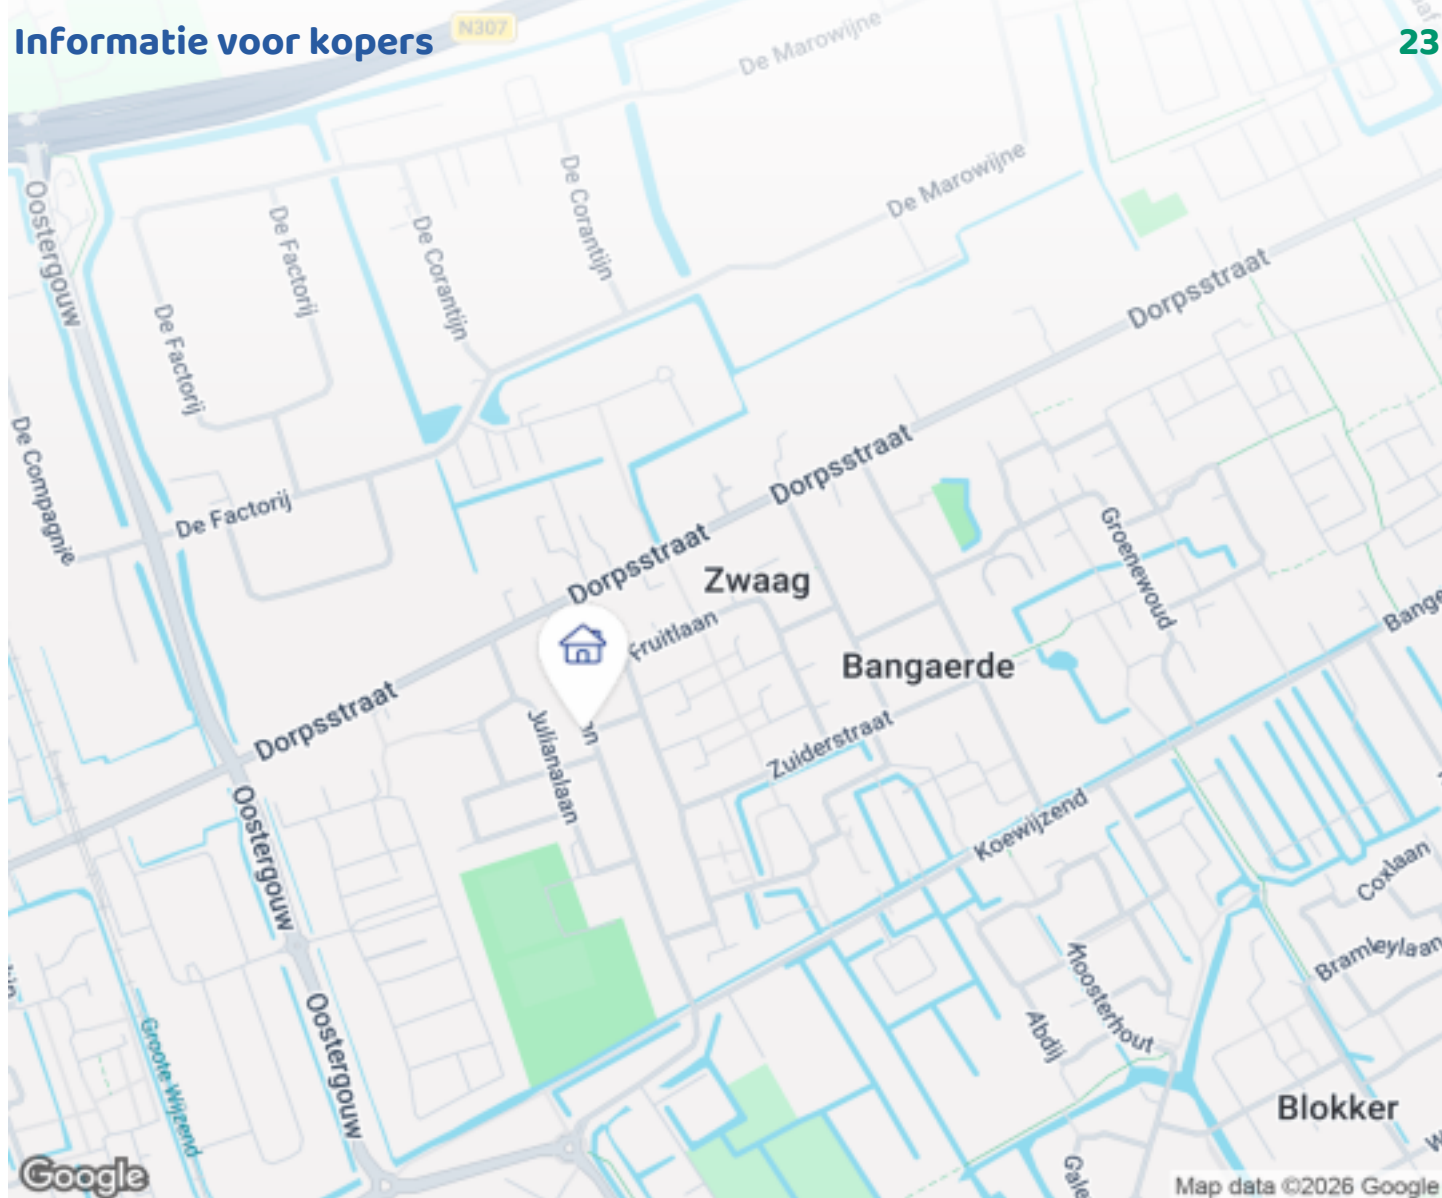 Informatie voor kopers
23
N307
De Marowijne
De Marowijne
De Corantijn
De Corantijn
Oostergouw
De Factorij
De Factorij
De Factorij
De Compagnie
Dorpsstraat
Dorpsstraat
Dorpsstraat
Dorpsstraat
Zwaag
Fruitlaan
Bangaerde
Groenewoud
Julianalaan
Zuiderstraat
Koewijzend
Oostergouw
Oostergouw
Groote Wijzend
Coxlaan
Bramleylaan
Moosterhout
Abdij
Blokker
Google
Map data ©2026 Google